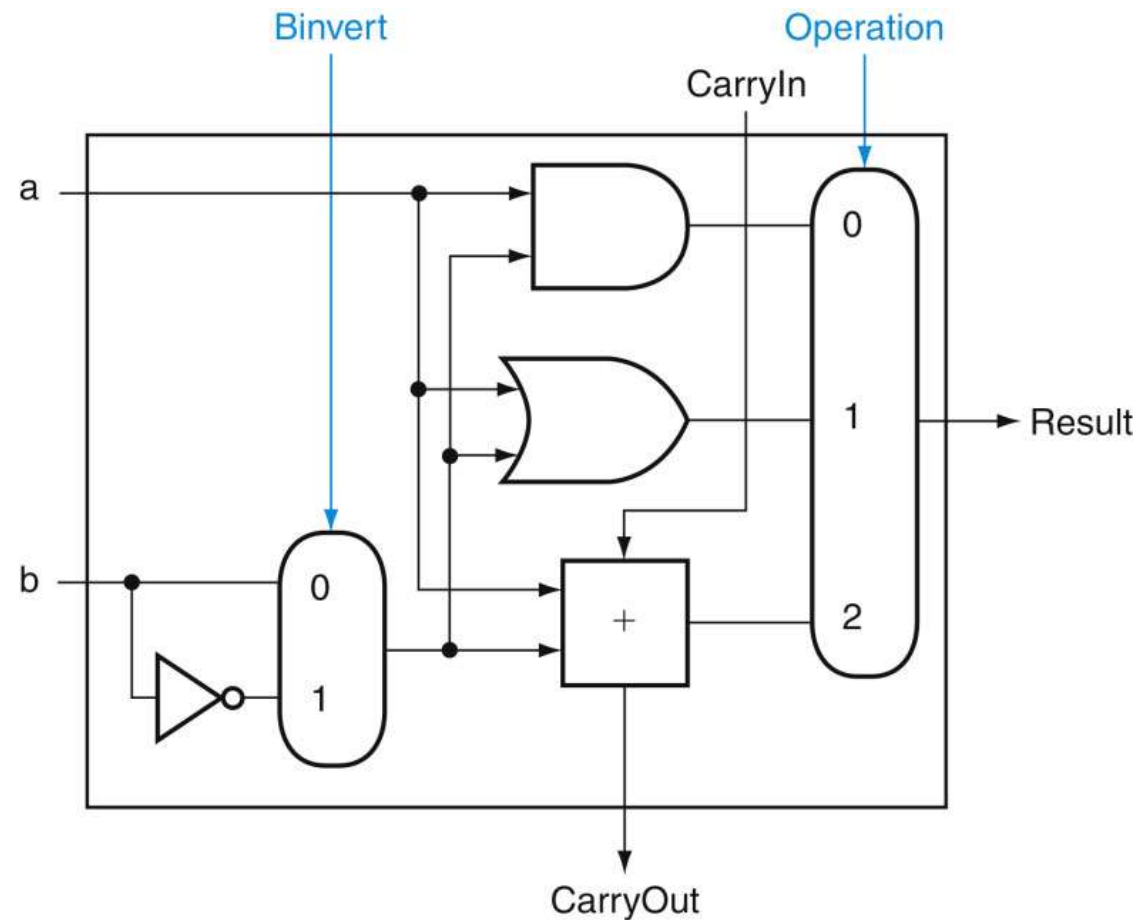 Binvert
Operation
CarryIn
a
0
1
Result
b
0
+
2
1
CarryOut